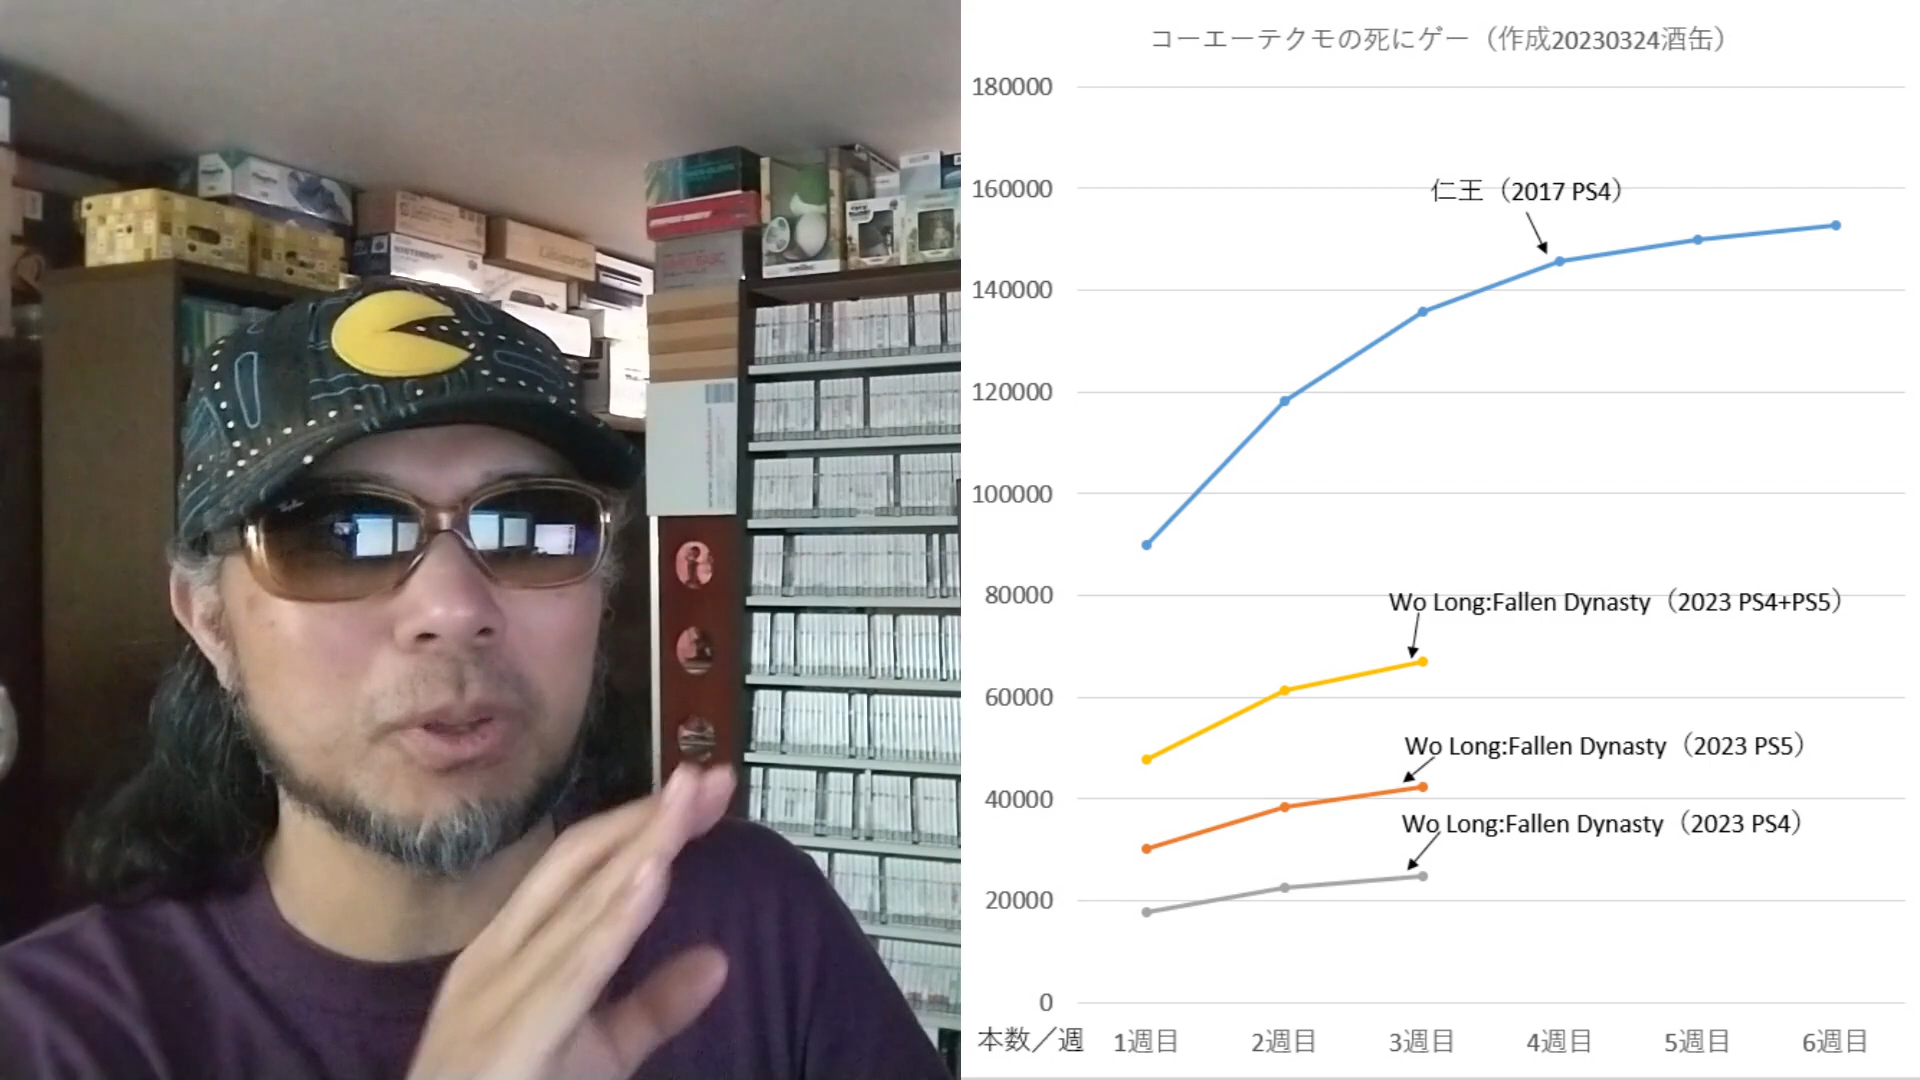 コーエーテクモの死にゲー（作成20230324酒缶）
180000
160000
140000
120000
100000
80000
60000
40000
20000
0
仁王（2017 PS4）
Wo Long:Fallen Dynasty（2023 PS4+PS5）
Wo Long:Fallen Dynasty（2023 PS5）
Wo Long:Fallen Dynasty（2023 PS4）
本数／週 1週目 2週目 3週目 4週目 5週目 6週目